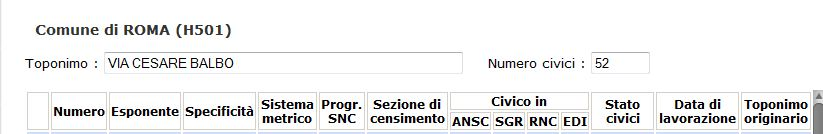 Comune di ROMA (H501)
Toponimo : VIA CESARE BALBO Numero civici : 52
Numero Esponente Specificità Sistema metrico Progr. SNC Sezione di censimento Civico in Stato civici Data di lavorazione Toponimo originario
ANSC SGR RNC EDI